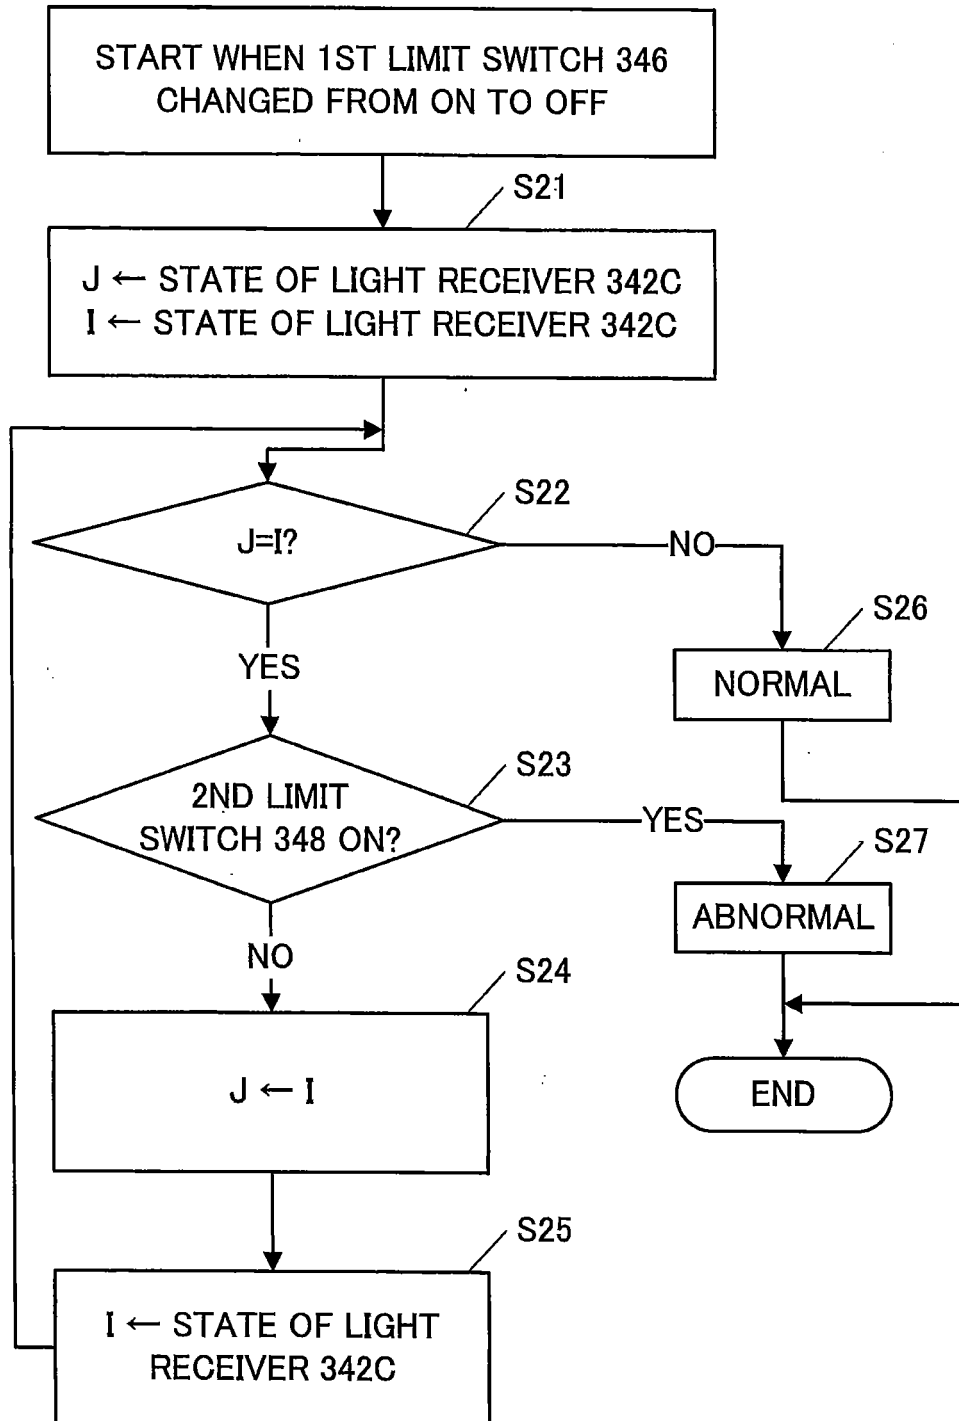 START WHEN 1ST LIMIT SWITCH 346
CHANGED FROM ON TO OFF
S21
J ← STATE OF LIGHT RECEIVER 342C
I ← STATE OF LIGHT RECEIVER 342C
S22
J=I?
NO
S26
YES
NORMAL
S23
2ND LIMIT
SWITCH 348 ON?
YES
S27
ABNORMAL
NO
S24
J ← I
END
S25
I ← STATE OF LIGHT
RECEIVER 342C